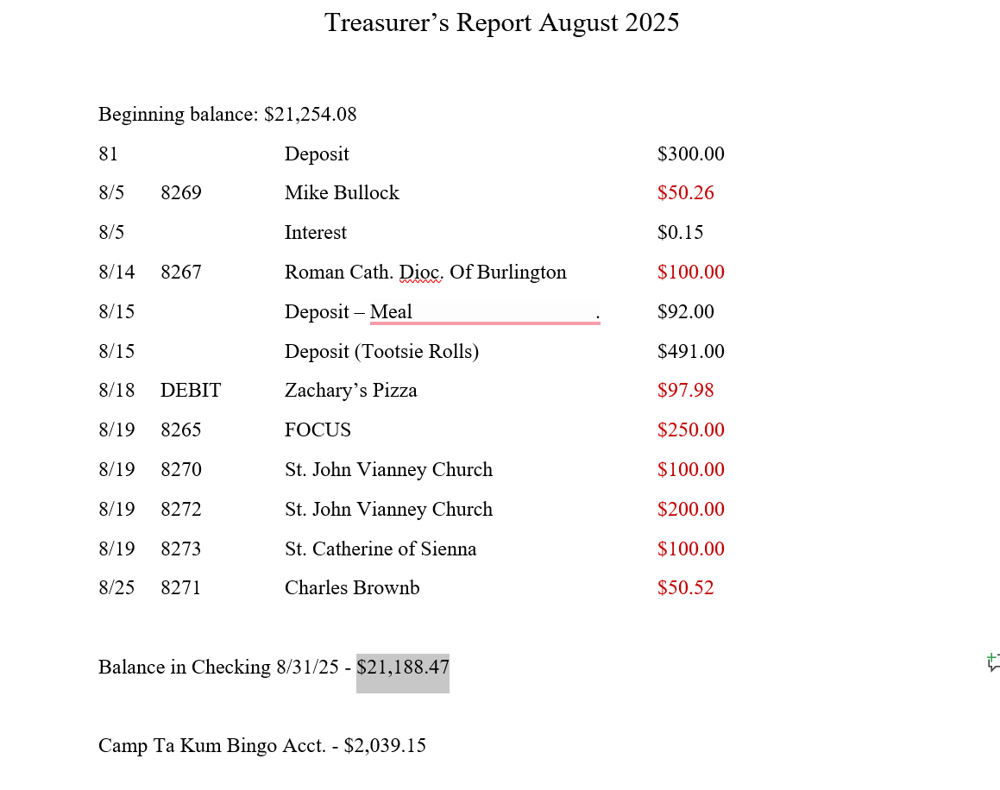 Treasurer’s Report August 2025
Beginning balance: $21,254.08
81 Deposit $300.00
8/5 8269 Mike Bullock $50.26
8/5 Interest $0.15
8/14 8267 Roman Cath. Dioc. Of Burlington $100.00
8/15 Deposit – Meal . $92.00
8/15 Deposit (Tootsie Rolls) $491.00
8/18 DEBIT Zachary’s Pizza $97.98
8/19 8265 FOCUS $250.00
8/19 8270 St. John Vianney Church $100.00
8/19 8272 St. John Vianney Church $200.00
8/19 8273 St. Catherine of Sienna $100.00
8/25 8271 Charles Brownb $50.52
Balance in Checking 8/31/25 - $21,188.47
Camp Ta Kum Bingo Acct. - $2,039.15